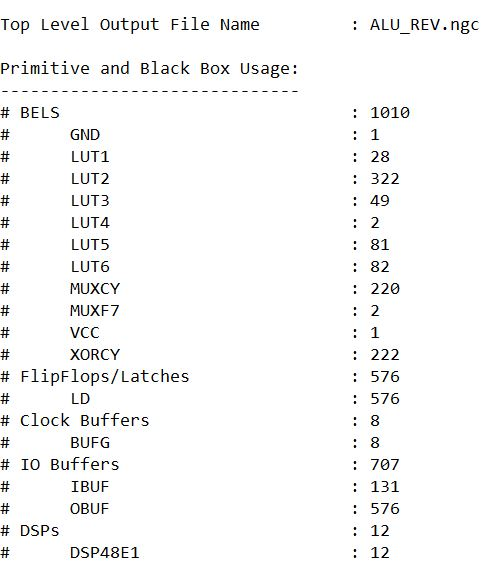 Top Level Output File Name : ALU_REV.ngc
Primitive and Black Box Usage:
------------------------------
# BELS : 1010
# GND : 1
# LUT1 : 28
# LUT2 : 322
# LUT3 : 49
# LUT4 : 2
# LUT5 : 81
# LUT6 : 82
# MUXCY : 220
# MUXF7 : 2
# VCC : 1
# XORCY : 222
# FlipFlops/Latches : 576
# LD : 576
# Clock Buffers : 8
# BUFG : 8
# IO Buffers : 707
# IBUF : 131
# OBUF : 576
# DSPs : 12
# DSP48E1 : 12